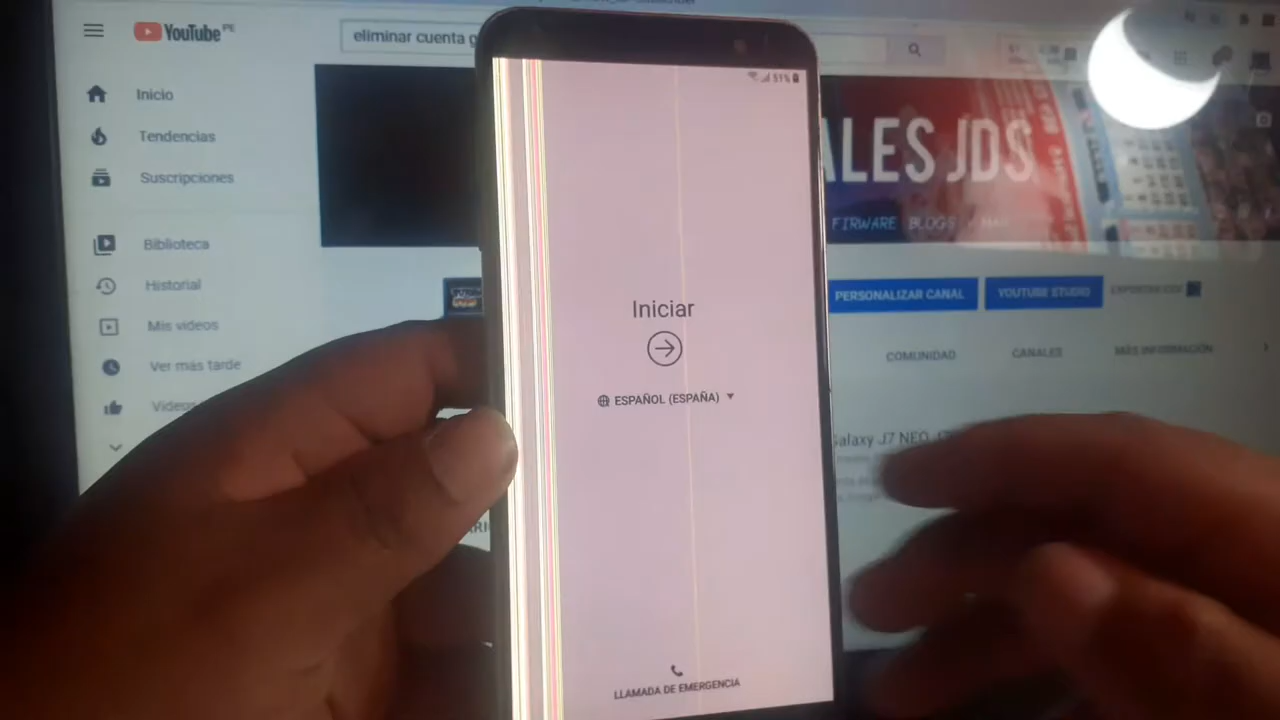 YouTube PE
eliminar cuenta g
51%
Inicio
Tendencias
Suscripciones
ALES JDS
FIRWARE BLOGS
Biblioteca
Historial
Mis videos
Ver más tarde
Videos
PERSONALIZAR CANAL
YOUTUBE STUDIO
Iniciar
COMUNIDAD
CANALES
MÁS INFORMACIÓN
ESPAÑOL (ESPAÑA)
Galaxy J7 NEO
LLAMADA DE EMERGENCIA